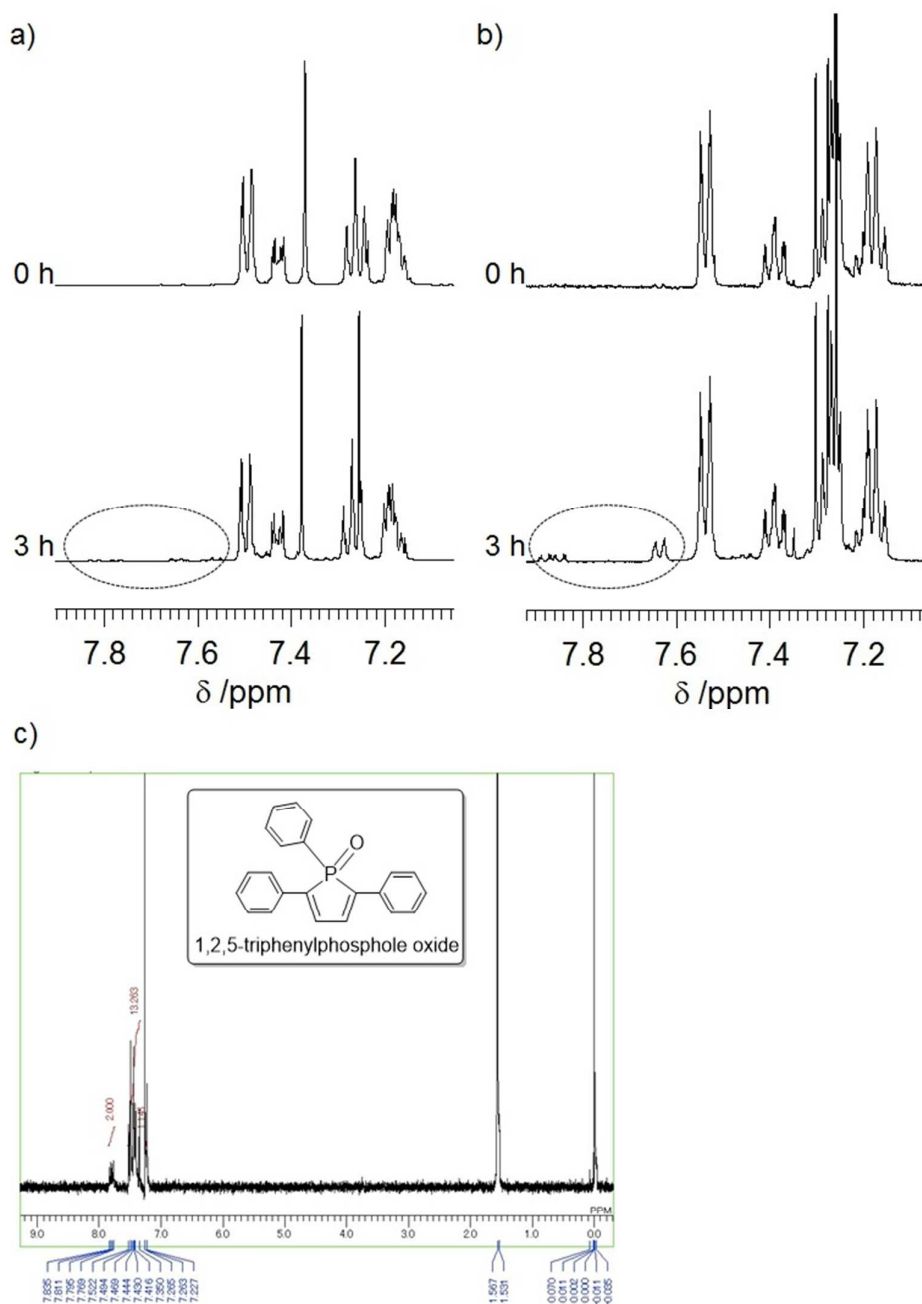 a)
b)
0 h
0 h
3 h
3 h
7.8 7.6 7.4 7.2
7.8 7.6 7.4 7.2
δ /ppm
δ /ppm
c)
P
O
1,2,5-triphenylphosphole oxide
2.000
13.263
PPM
9.0 8.0 7.0 6.0 5.0 4.0 3.0 2.0 1.0 0.0
7.835
7.811
7.795
7.769
7.522
7.494
7.469
7.444
7.430
7.416
7.350
7.265
7.263
7.227
1.567
1.531
0.070
0.011
0.002
0.000
-0.011
-0.035